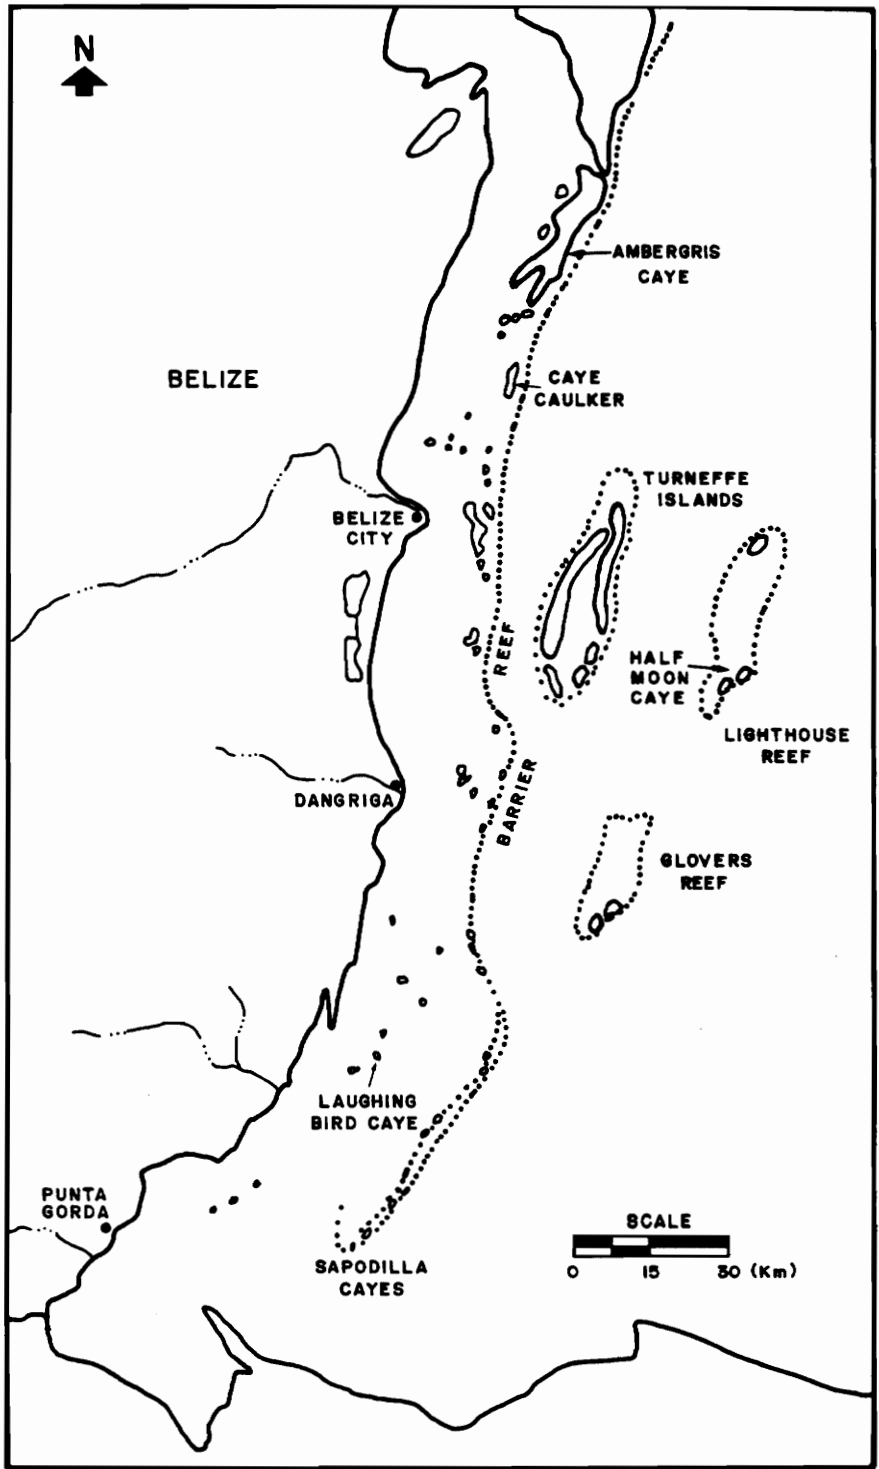 N
AMBERGRIS
CAYE
BELIZE
CAYE
CAULKER
TURNEFFE
ISLANDS
BELIZE
CITY
REEF
HALF
MOON
CAYE
LIGHTHOUSE
REEF
DANGRIGA
BARRIER
GLOVERS
REEF
LAUGHING
BIRD CAYE
PUNTA
GORDA
SAPODILLA
CAYES
SCALE
0 15 30 (Km)